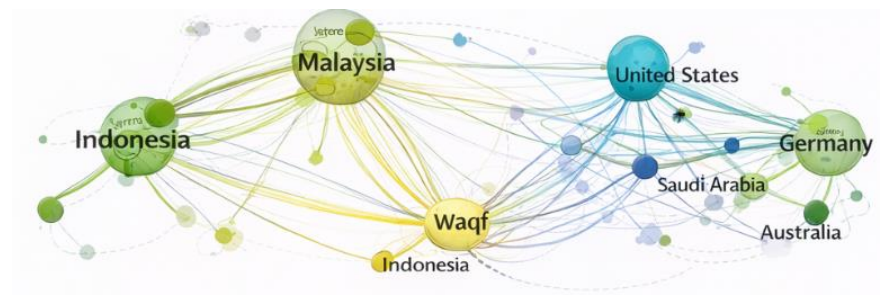 Malaysia
United States
Indonesia
Germany
Saudi Arabia
Waqf
Australia
Indonesia